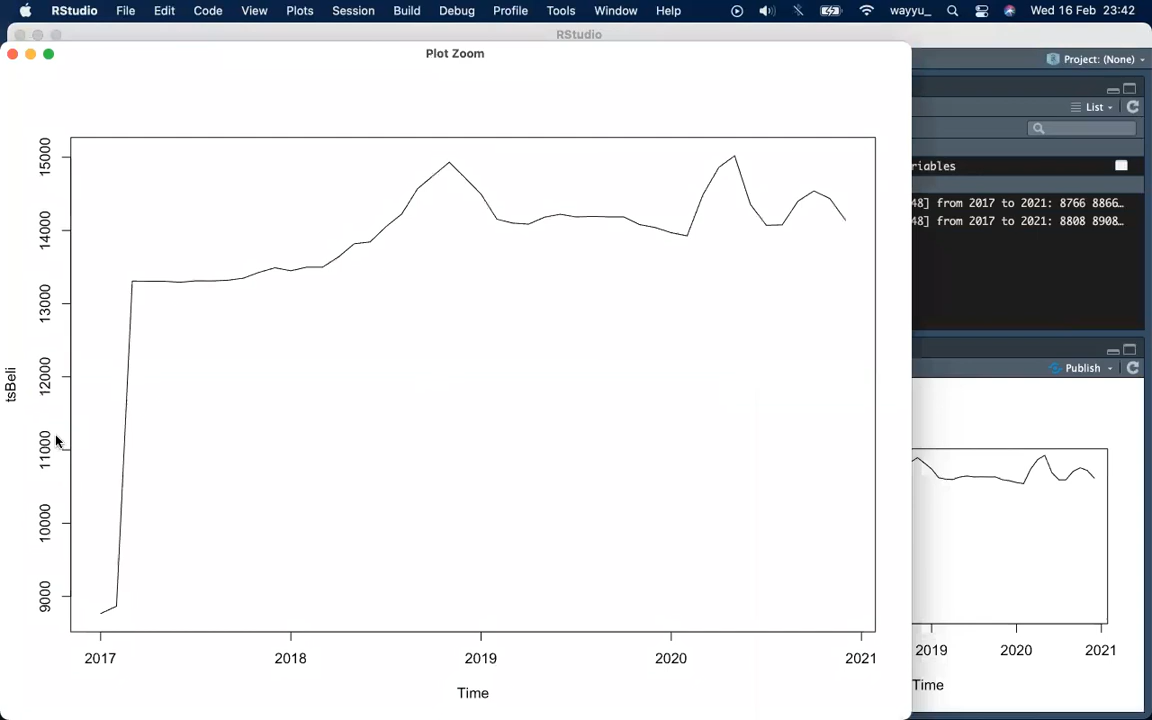 RStudio File Edit Code View Plots Session Build Debug Profile Tools Window Help wayyu_ Wed 16 Feb 23:42
RStudio
Plot Zoom
Project: (None)
List
riables
48] from 2017 to 2021: 8766 8866…
48] from 2017 to 2021: 8808 8908…
Publish
tsBeli
15000
14000
13000
12000
11000
10000
9000
2017 2018 2019 2020 2021
Time
2019 2020 2021
Time